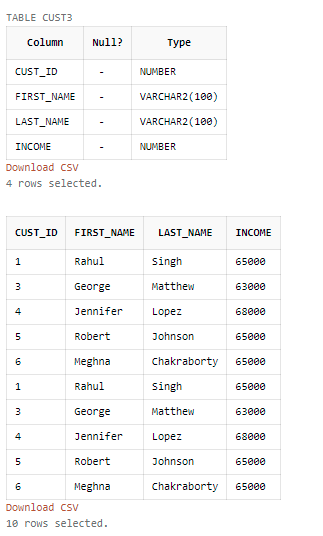 TABLE CUST3
Column Null? Type
CUST_ID - NUMBER
FIRST_NAME - VARCHAR2(100)
LAST_NAME - VARCHAR2(100)
INCOME - NUMBER
Download CSV
4 rows selected.
CUST_ID FIRST_NAME LAST_NAME INCOME
1 Rahul Singh 65000
3 George Matthew 63000
4 Jennifer Lopez 68000
5 Robert Johnson 65000
6 Meghna Chakraborty 65000
1 Rahul Singh 65000
3 George Matthew 63000
4 Jennifer Lopez 68000
5 Robert Johnson 65000
6 Meghna Chakraborty 65000
Download CSV
10 rows selected.